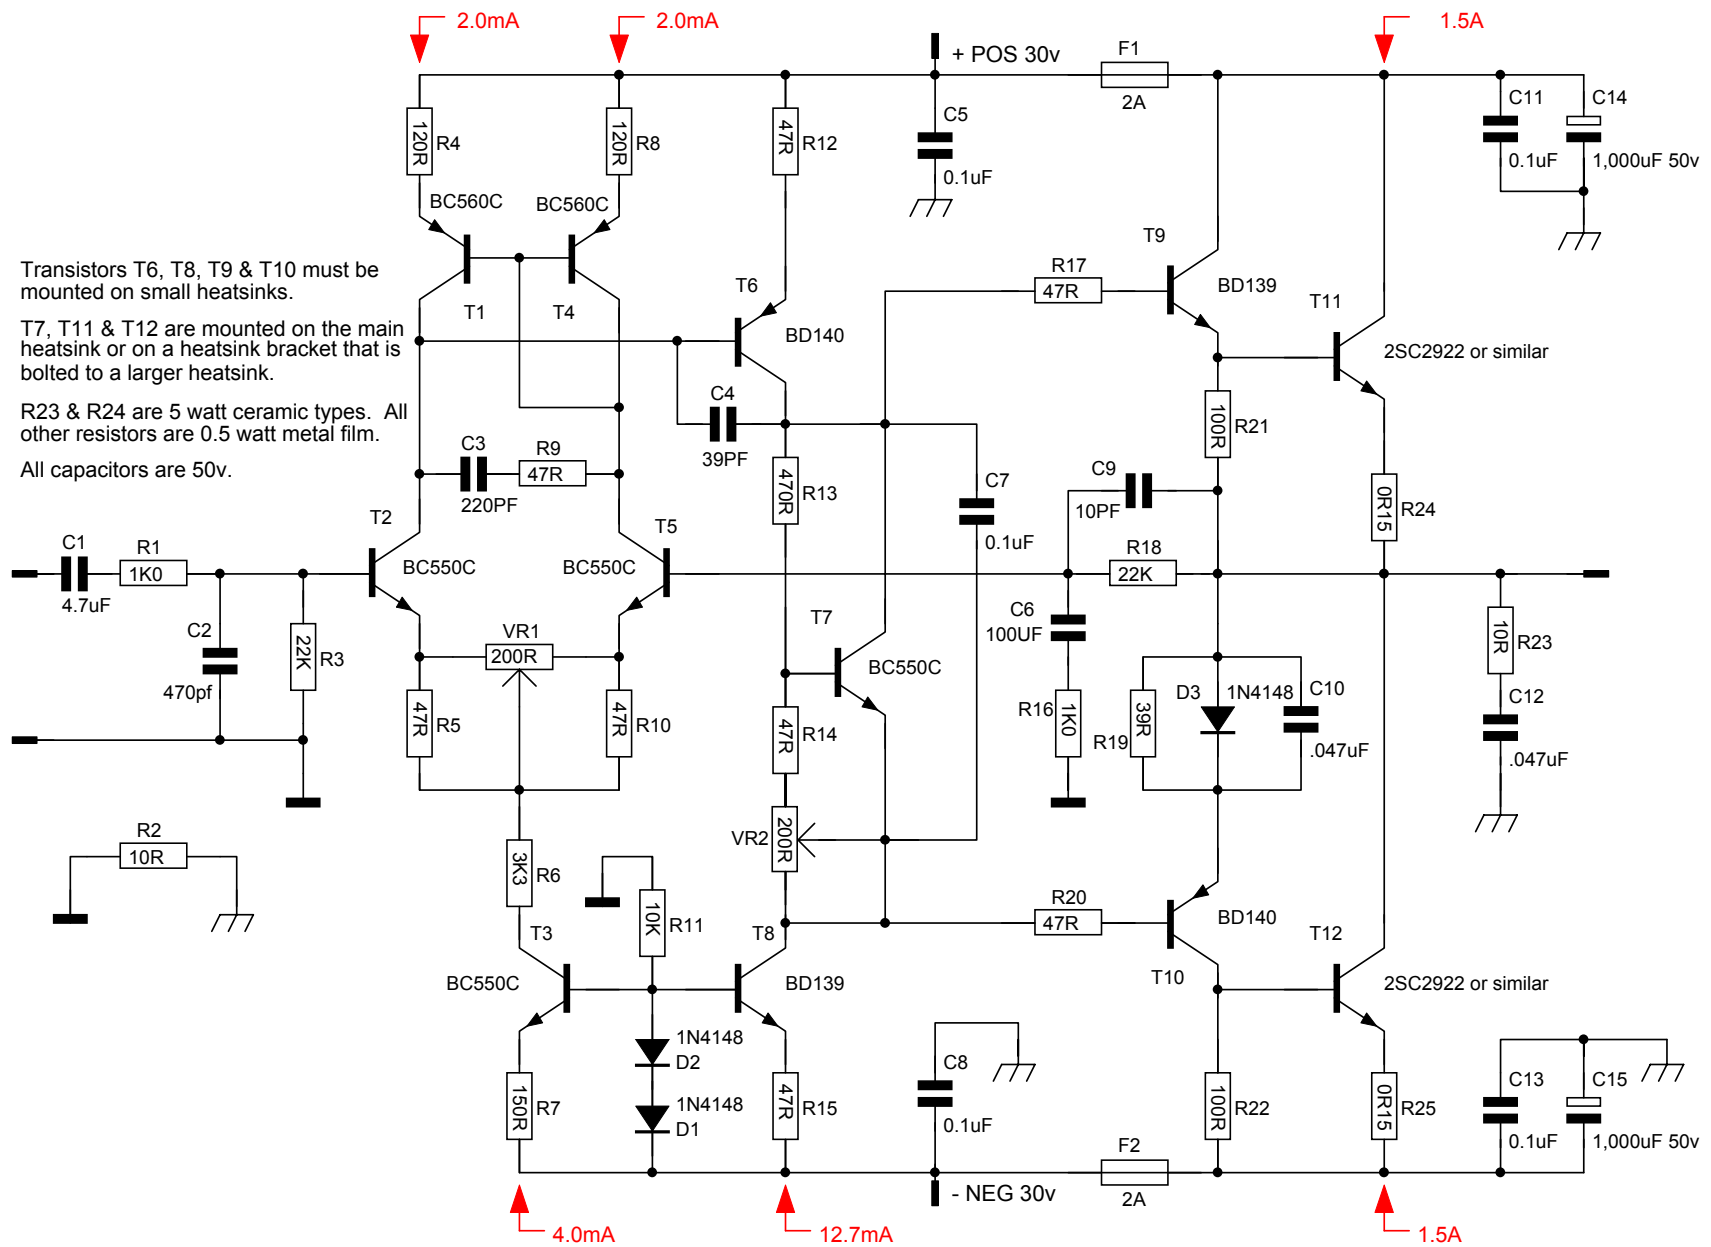 2.0mA
2.0mA
1.5A
+ POS 30v
F1
2A
C5
0.1uF
C11
0.1uF
C14
1,000uF 50v
120R
R4
120R
R8
47R
R12
BC560C
BC560C
T1
T4
Transistors T6, T8, T9 & T10 must be
mounted on small heatsinks.
T7, T11 & T12 are mounted on the main
heatsink or on a heatsink bracket that is
bolted to a larger heatsink.
R23 & R24 are 5 watt ceramic types. All
other resistors are 0.5 watt metal film.
All capacitors are 50v.
T6
BD140
T9
R17
47R
BD139
T11
2SC2922 or similar
C4
39PF
100R
R21
C3
220PF
R9
47R
470R
R13
C7
0.1uF
C9
10PF
0R15
R24
T2
BC550C
T5
BC550C
C1
4.7uF
R1
1K0
R18
22K
C2
470pf
22K
R3
VR1
200R
T7
BC550C
C6
100UF
10R
R23
47R
R5
47R
R10
47R
R14
R16
1K0
39R
R19
D3
1N4148
C10
.047uF
C12
.047uF
R2
10R
3K3
R6
VR2
200R
10K
R11
R20
47R
BD140
T10
T3
BC550C
T8
BD139
T12
2SC2922 or similar
1N4148
D2
1N4148
D1
150R
R7
47R
R15
C8
0.1uF
100R
R22
0R15
R25
C13
0.1uF
C15
1,000uF 50v
F2
2A
- NEG 30v
4.0mA
12.7mA
1.5A